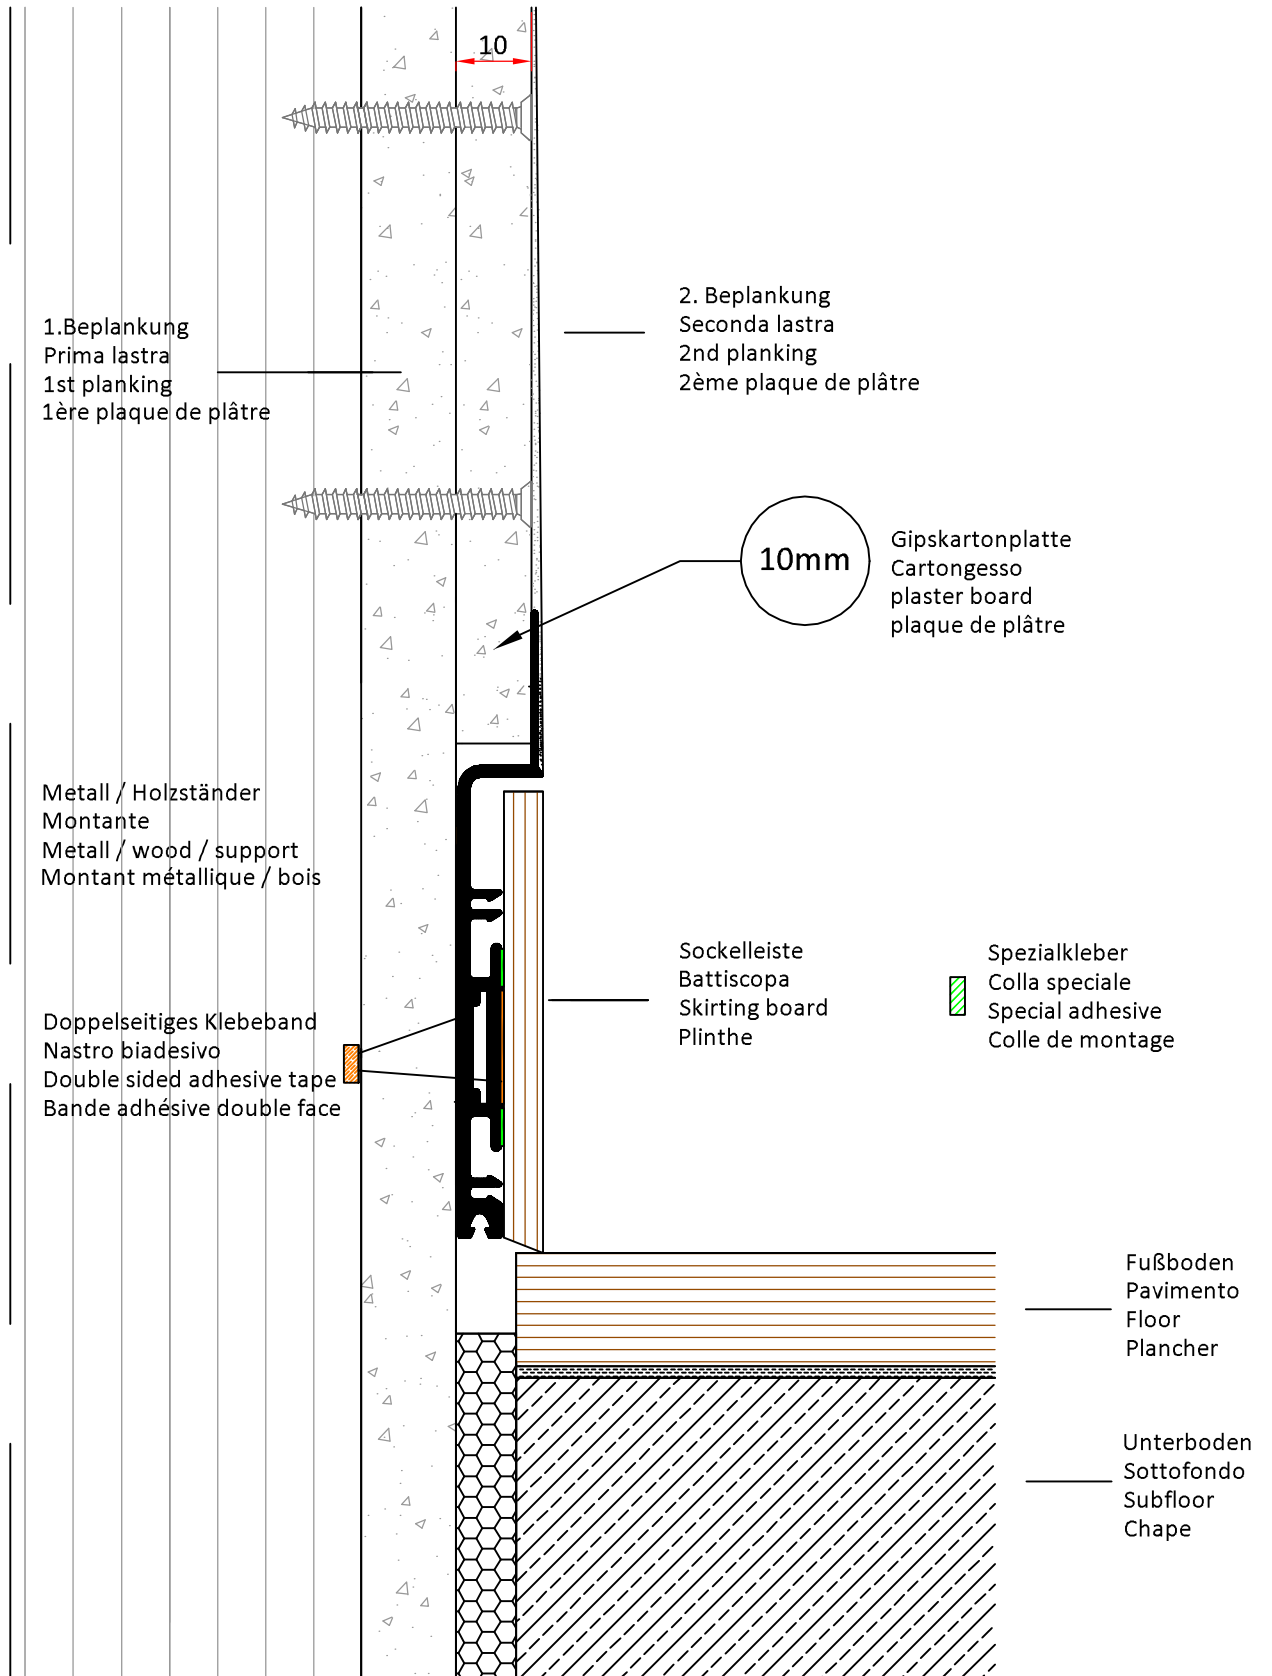 10
1.Beplankung
Prima lastra
1st planking
1ère plaque de plâtre
2. Beplankung
Seconda lastra
2nd planking
2ème plaque de plâtre
10mm
Gipskartonplatte
Cartongesso
plaster board
plaque de plâtre
Metall / Holzständer
Montante
Metall / wood / support
Montant métallique / bois
Sockelleiste
Battiscopa
Skirting board
Plinthe
Spezialkleber
Colla speciale
Special adhesive
Colle de montage
Doppelseitiges Klebeband
Nastro biadesivo
Double sided adhesive tape
Bande adhésive double face
Fußboden
Pavimento
Floor
Plancher
Unterboden
Sottofondo
Subfloor
Chape